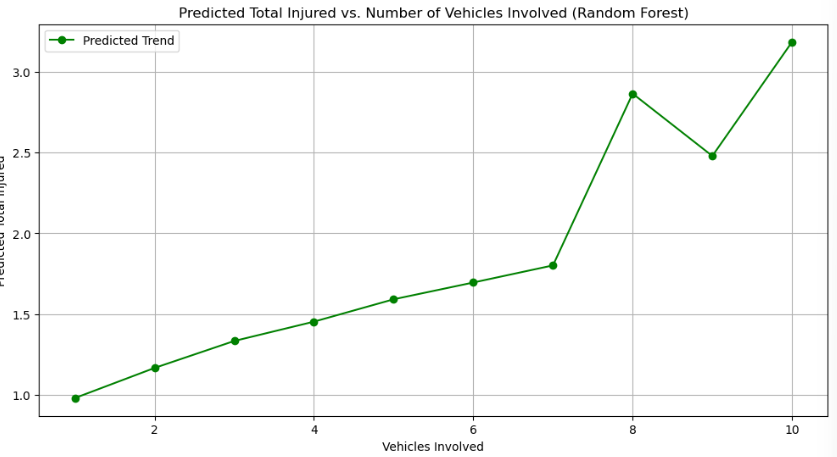 Predicted Total Injured vs. Number of Vehicles Involved (Random Forest)
Predicted Trend
3.0
2.5
2.0
1.5
1.0
Predicted Total Injured
2 4 6 8 10
Vehicles Involved